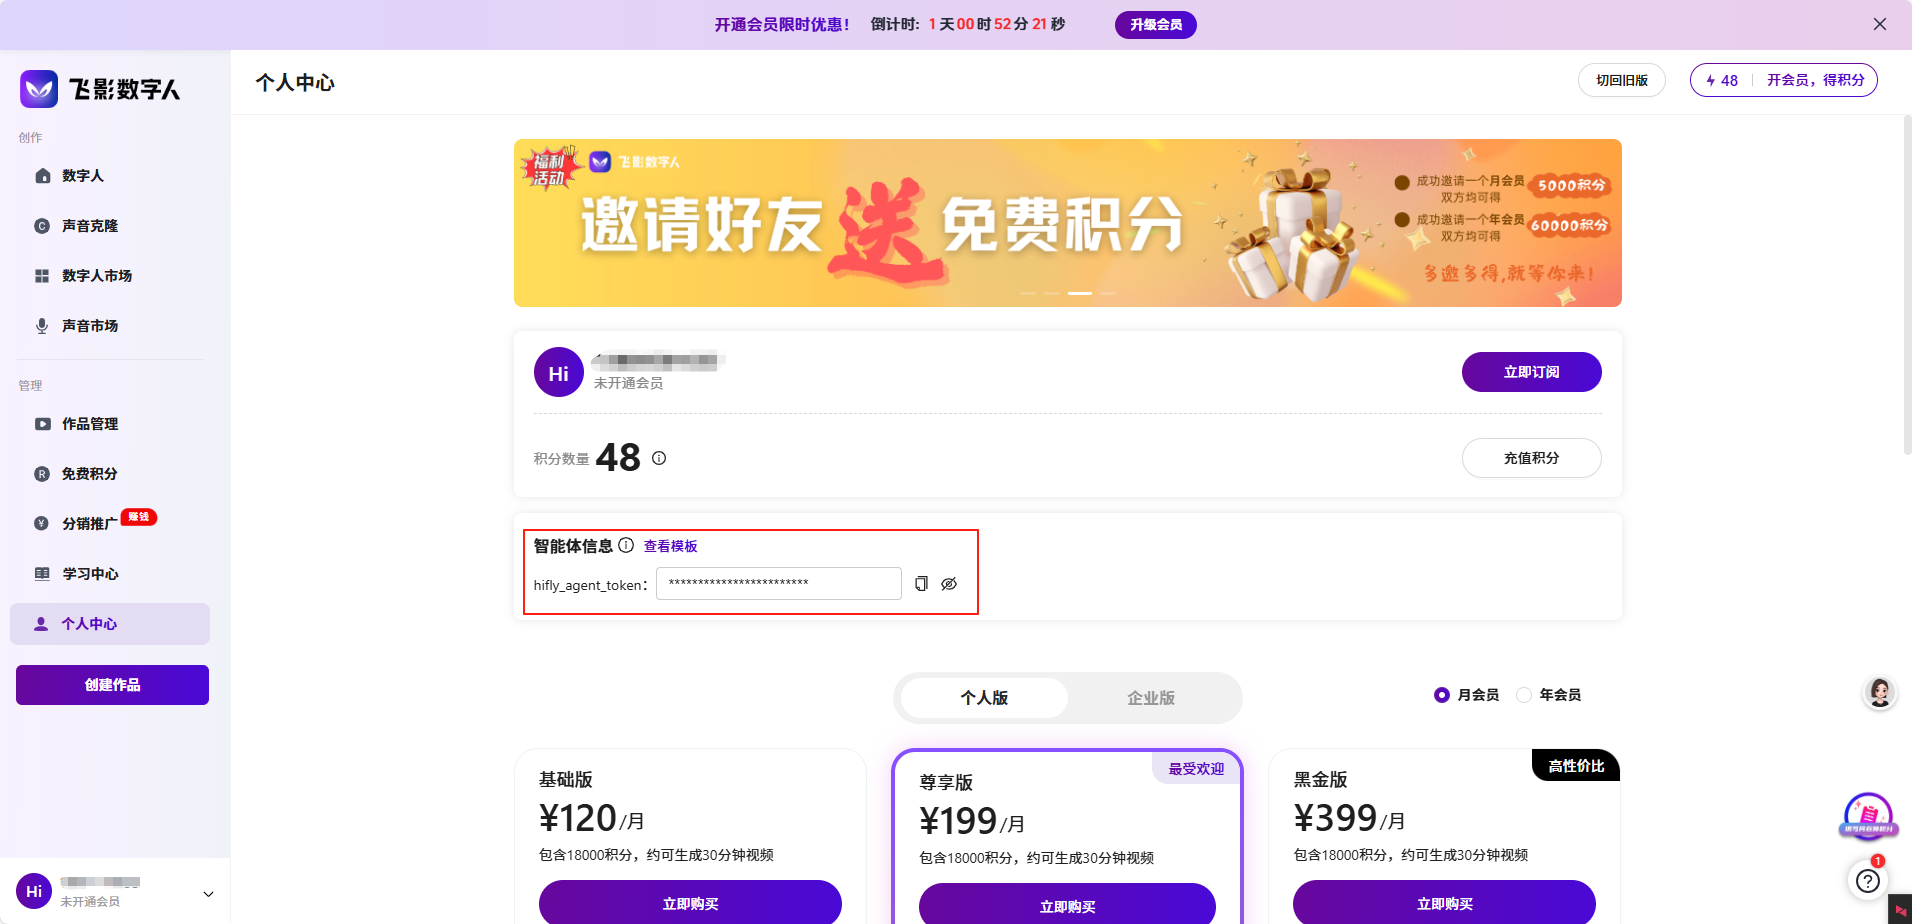 开通会员限时优惠！ 倒计时: 1 天 00 时 52 分 21 秒 升级会员
飞影数字人
创作
数字人
声音克隆
数字人市场
声音市场
管理
作品管理
免费积分
分销推广 赚钱
学习中心
个人中心
创建作品
Hi
未开通会员
个人中心
切回旧版
48 开会员，得积分
福利活动
飞影数字人
邀请好友送免费积分
成功邀请一个月会员
双方均可得
5000积分
成功邀请一个年会员
双方均可得
60000积分
多邀多得,就等你来!
Hi
未开通会员
立即订阅
积分数量 48
充值积分
智能体信息 查看模板
hifly_agent_token： ************************
个人版 企业版
月会员 年会员
基础版
¥120/月
包含18000积分，约可生成30分钟视频
立即购买
最受欢迎
尊享版
¥199/月
包含18000积分，约可生成30分钟视频
立即购买
高性价比
黑金版
¥399/月
包含18000积分，约可生成30分钟视频
立即购买
1